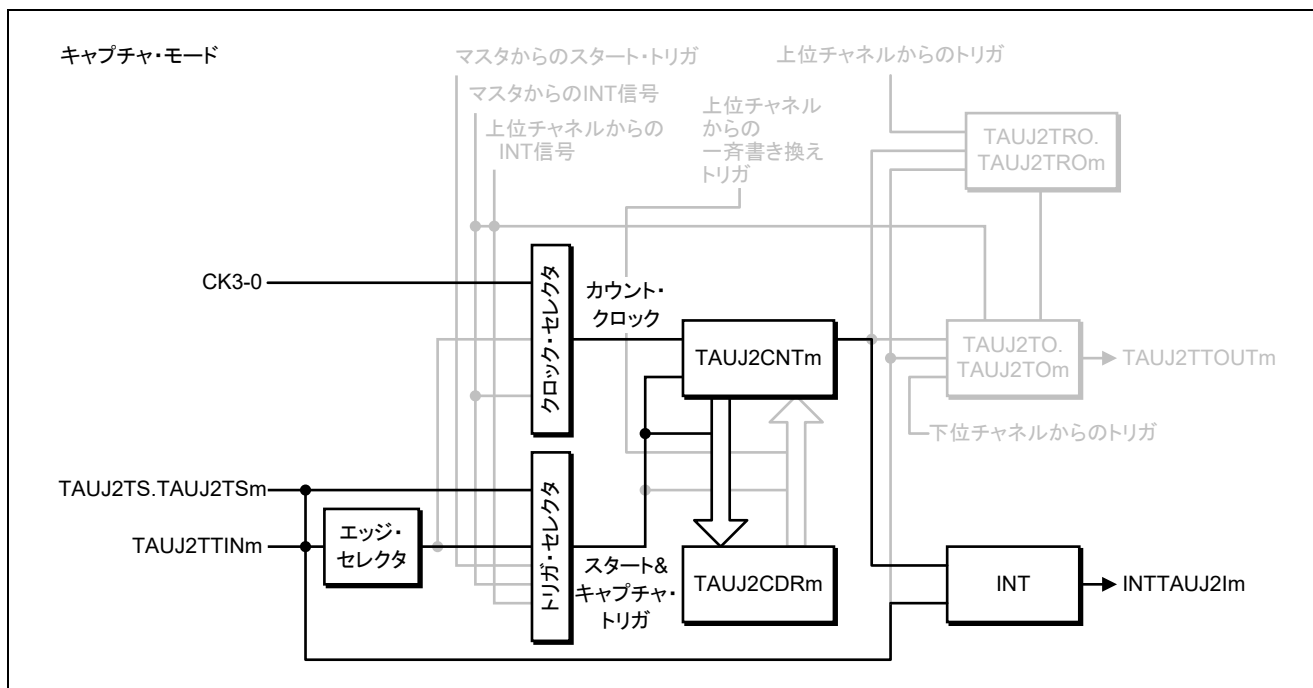 キャプチャ・モード
マスタからのスタート・トリガ
マスタからのINT信号
上位チャネルからの
INT信号
上位チャネル
からの
一斉書き換え
トリガ
上位チャネルからのトリガ
TAUJ2TRO.
TAUJ2TROm
CK3-0
クロック・セレクタ
カウント・
クロック
TAUJ2CNTm
TAUJ2TO.
TAUJ2TOm
TAUJ2TTOUTm
下位チャネルからのトリガ
TAUJ2TS.TAUJ2TSm
TAUJ2TTINm
エッジ・
セレクタ
トリガ・セレクタ
スタート&
キャプチャ・
トリガ
TAUJ2CDRm
INT
INTTAUJ2Im